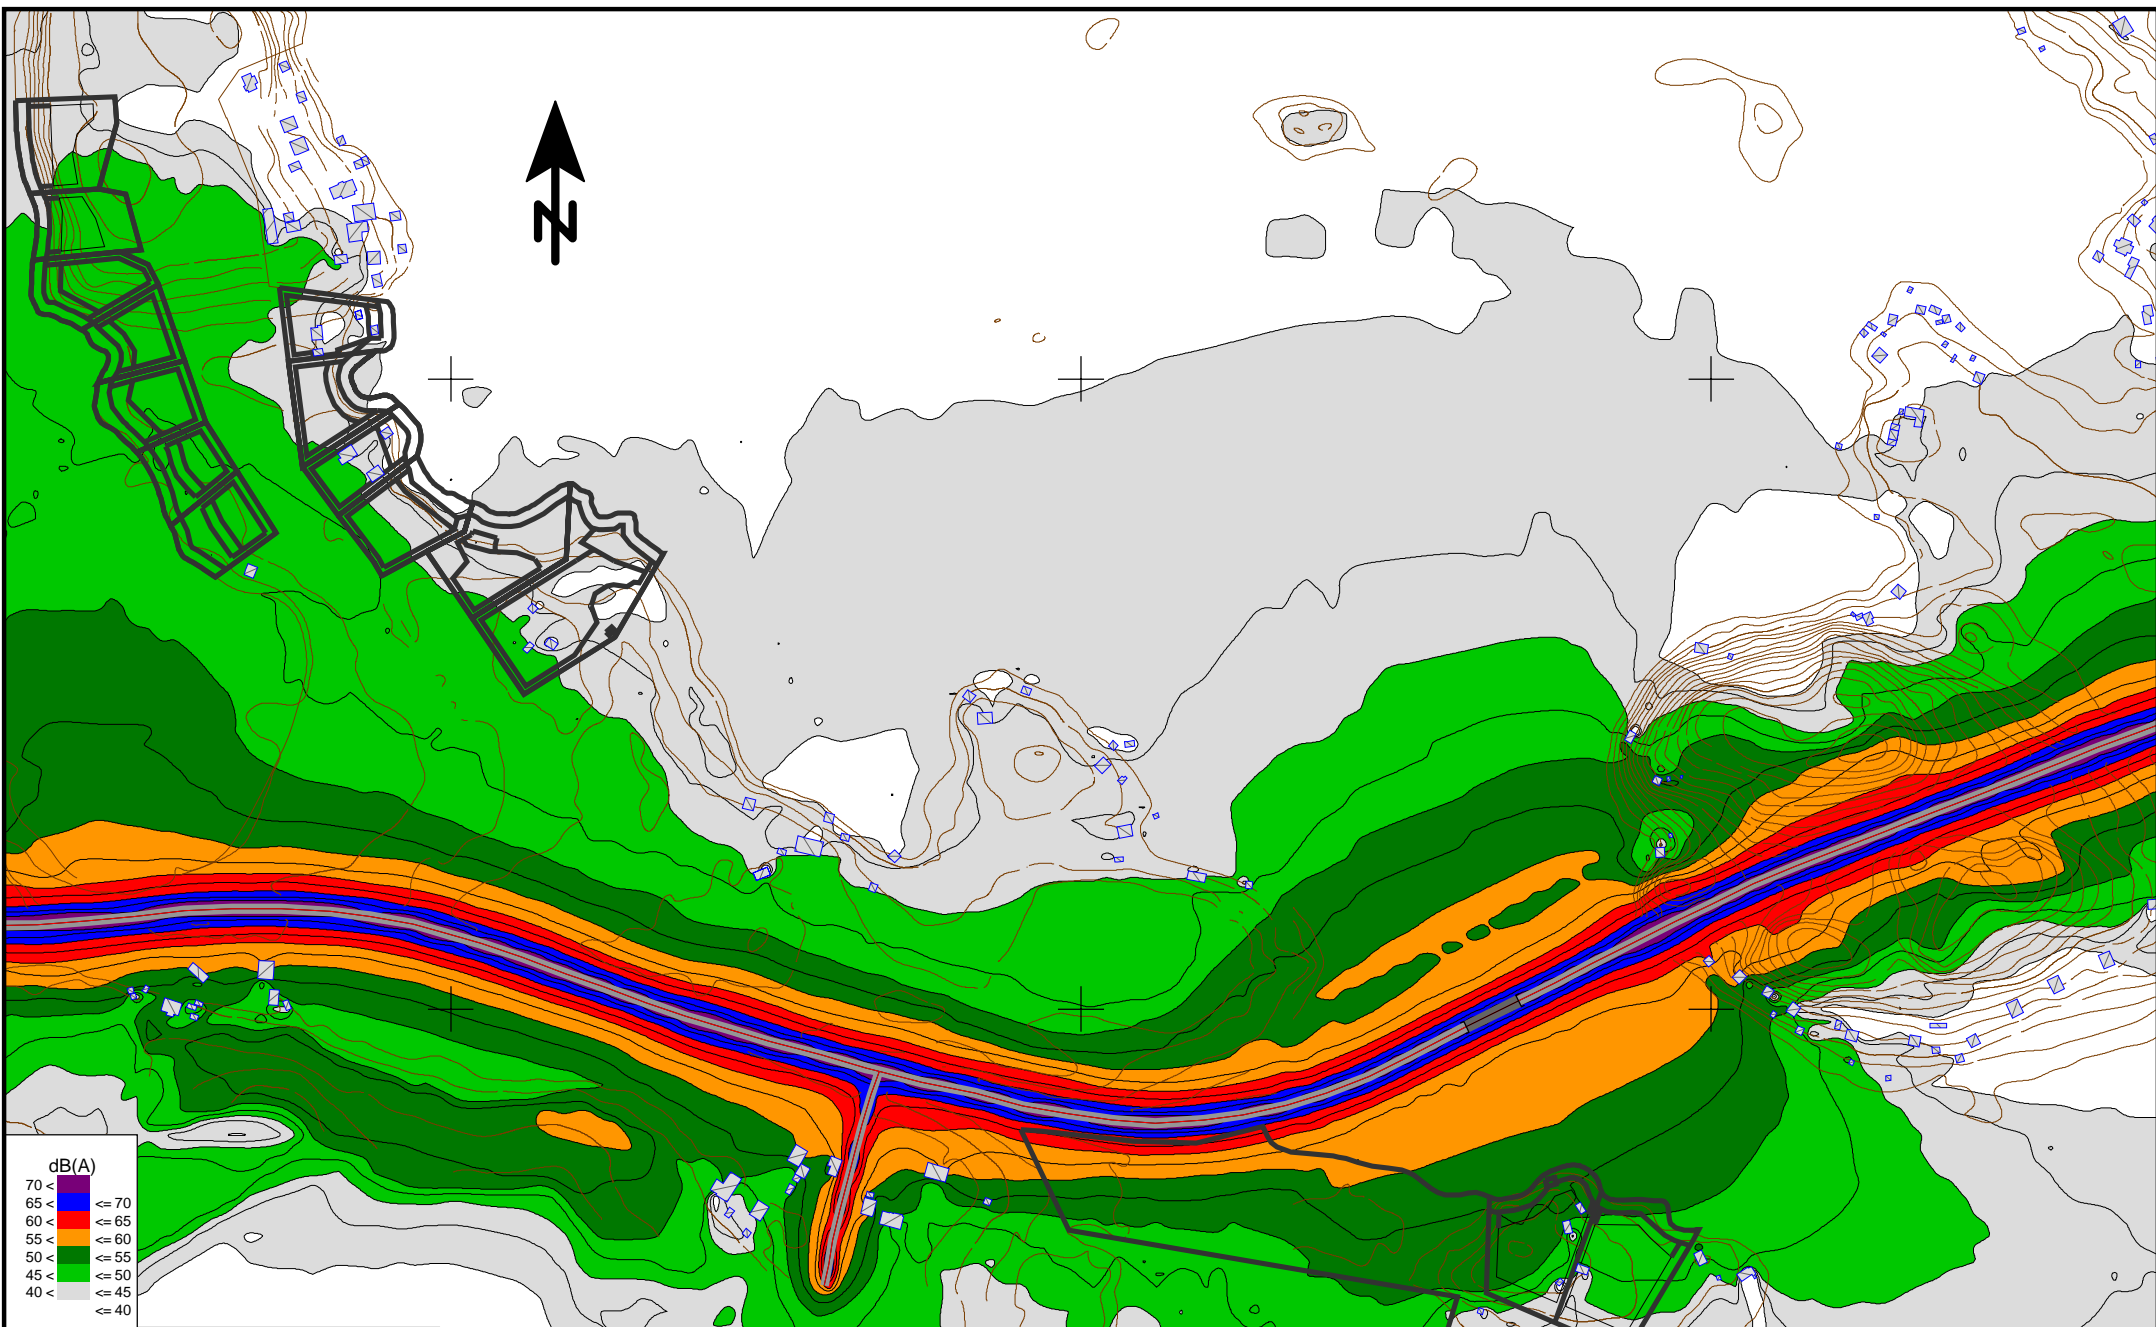 N
dB(A)
70 <
65 < <= 70
60 < <= 65
55 < <= 60
50 < <= 55
45 < <= 50
40 < <= 45
<= 40